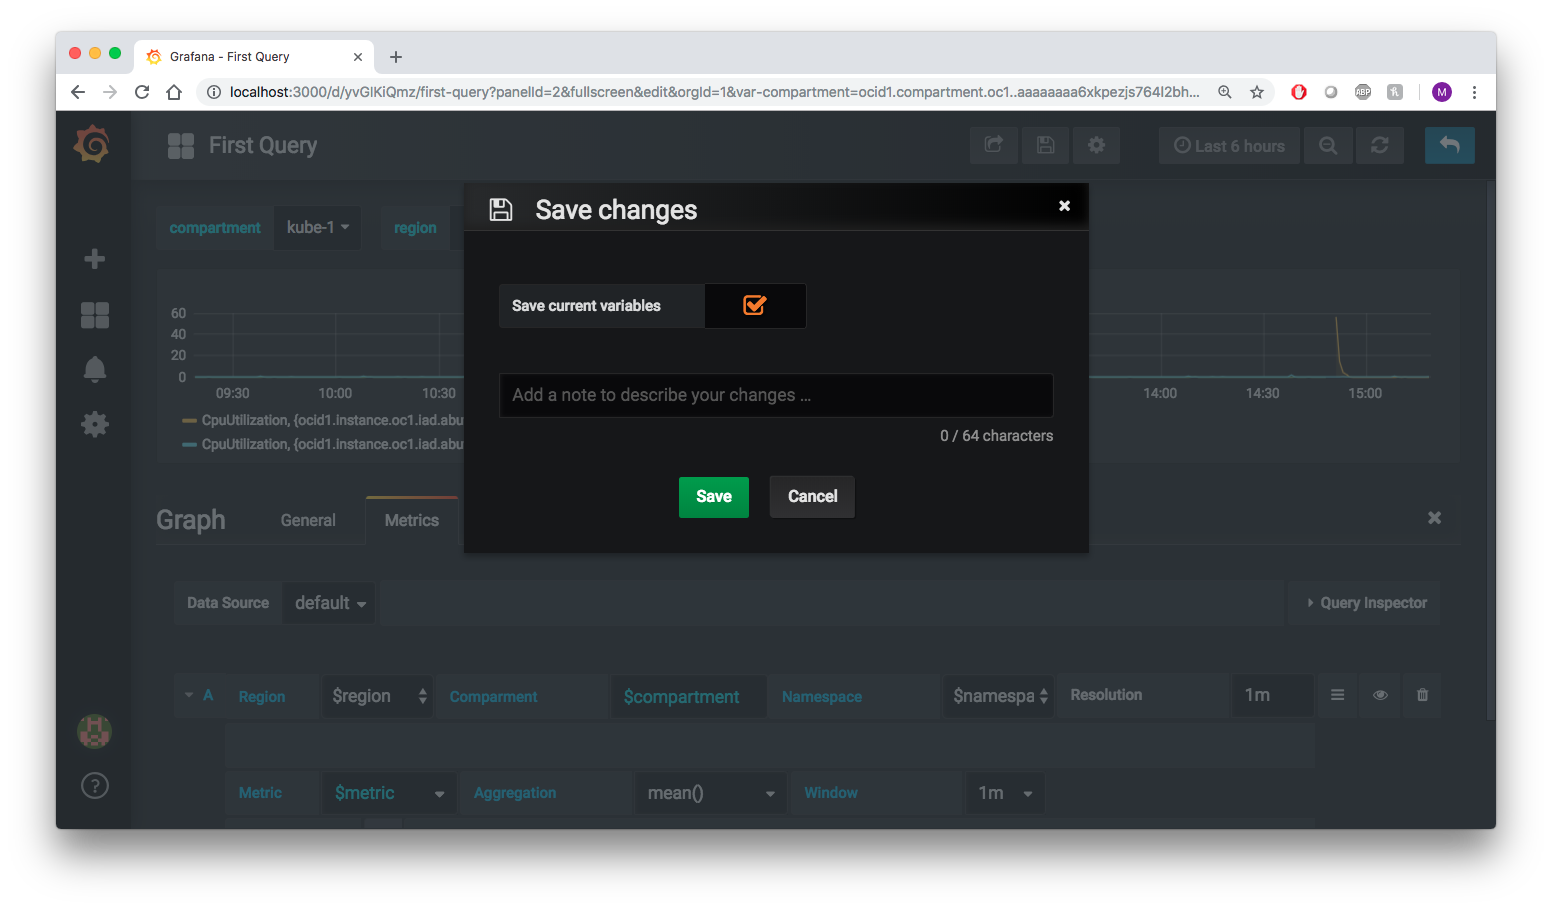 Grafana - First Query
localhost:3000/d/yvGlKiQmz/first-query?panelId=2&fullscreen&edit&orgId=1&var-compartment=ocid1.compartment.oc1..aaaaaaaa6xkpezjs764l2bh...
ABP
M
First Query
Last 6 hours
Save changes
compartment kube-1 region
Save current variables
60
40
20
0
09:30 10:00 10:30 14:00 14:30 15:00
Add a note to describe your changes ...
CpuUtilization, {ocid1.instance.oc1.iad.abu
0 / 64 characters
CpuUtilization, {ocid1.instance.oc1.iad.abu
Save Cancel
Graph General Metrics
Data Source default Query Inspector
A Region $region Comparment $compartment Namespace $namespa Resolution 1m
Metric $metric Aggregation mean() Window 1m